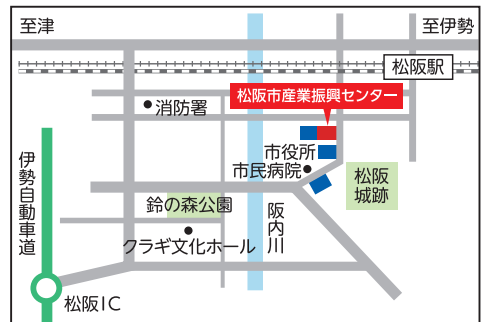 至津
至伊勢
松阪駅
松阪市産業振興センター
消防署
市役所
市民病院
松阪
城跡
伊勢自動車道
鈴の森公園
阪内川
クラギ文化ホール
松阪IC